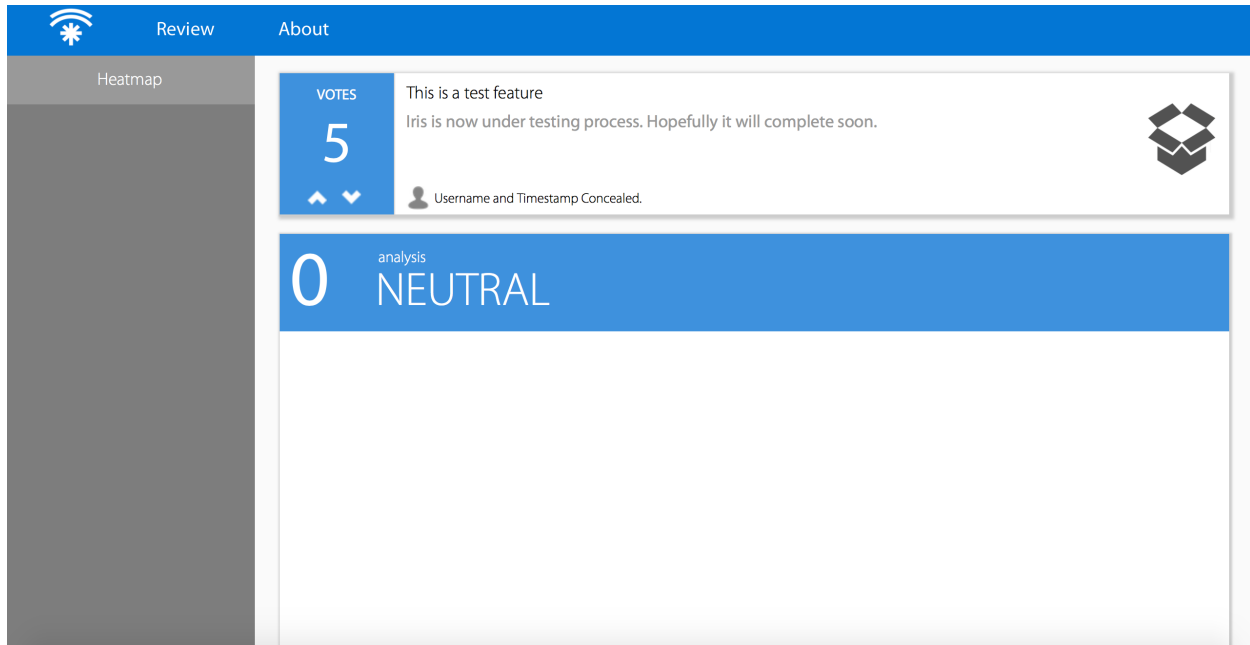 Review
About
Heatmap
VOTES
5
This is a test feature
Iris is now under testing process. Hopefully it will complete soon.
Username and Timestamp Concealed.
0
analysis
NEUTRAL